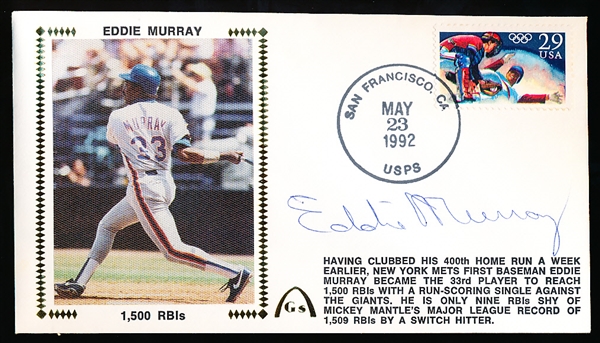 EDDIE MURRAY
MURRAY
33
1,500 RBIs
29
USA
SAN FRANCISCO, CA
MAY
23
1992
USPS
Eddie Murray
Gs
HAVING CLUBBED HIS 400th HOME RUN A WEEK
EARLIER, NEW YORK METS FIRST BASEMAN EDDIE
MURRAY BECAME THE 33rd PLAYER TO REACH
1,500 RBIs WITH A RUN-SCORING SINGLE AGAINST
THE GIANTS. HE IS ONLY NINE RBIs SHY OF
MICKEY MANTLE'S MAJOR LEAGUE RECORD OF
1,509 RBIs BY A SWITCH HITTER.